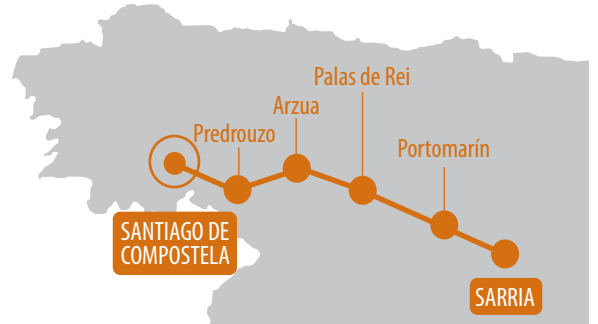 Palas de Rei
Arzua
Predrouzo
Portomarín
SANTIAGO DE
COMPOSTELA
SARRIA